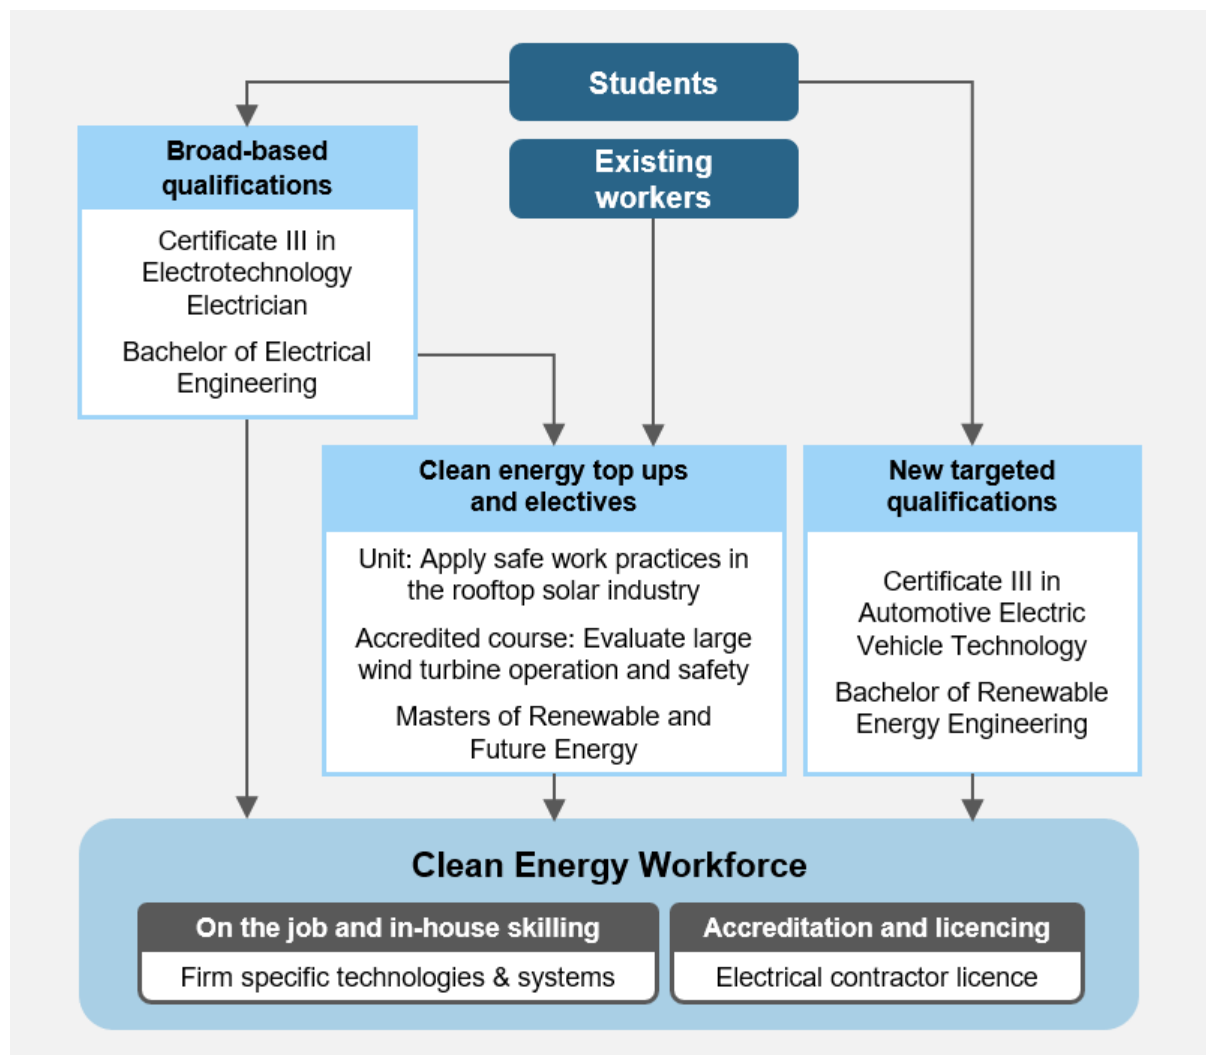 Students
Existing
workers
Broad-based
qualifications
Certificate III in
Electrotechnology
Electrician
Bachelor of Electrical
Engineering
Clean energy top ups
and electives
Unit: Apply safe work practices in
the rooftop solar industry
Accredited course: Evaluate large
wind turbine operation and safety
Masters of Renewable and
Future Energy
New targeted
qualifications
Certificate III in
Automotive Electric
Vehicle Technology
Bachelor of Renewable
Energy Engineering
Clean Energy Workforce
On the job and in-house skilling
Firm specific technologies & systems
Accreditation and licencing
Electrical contractor licence